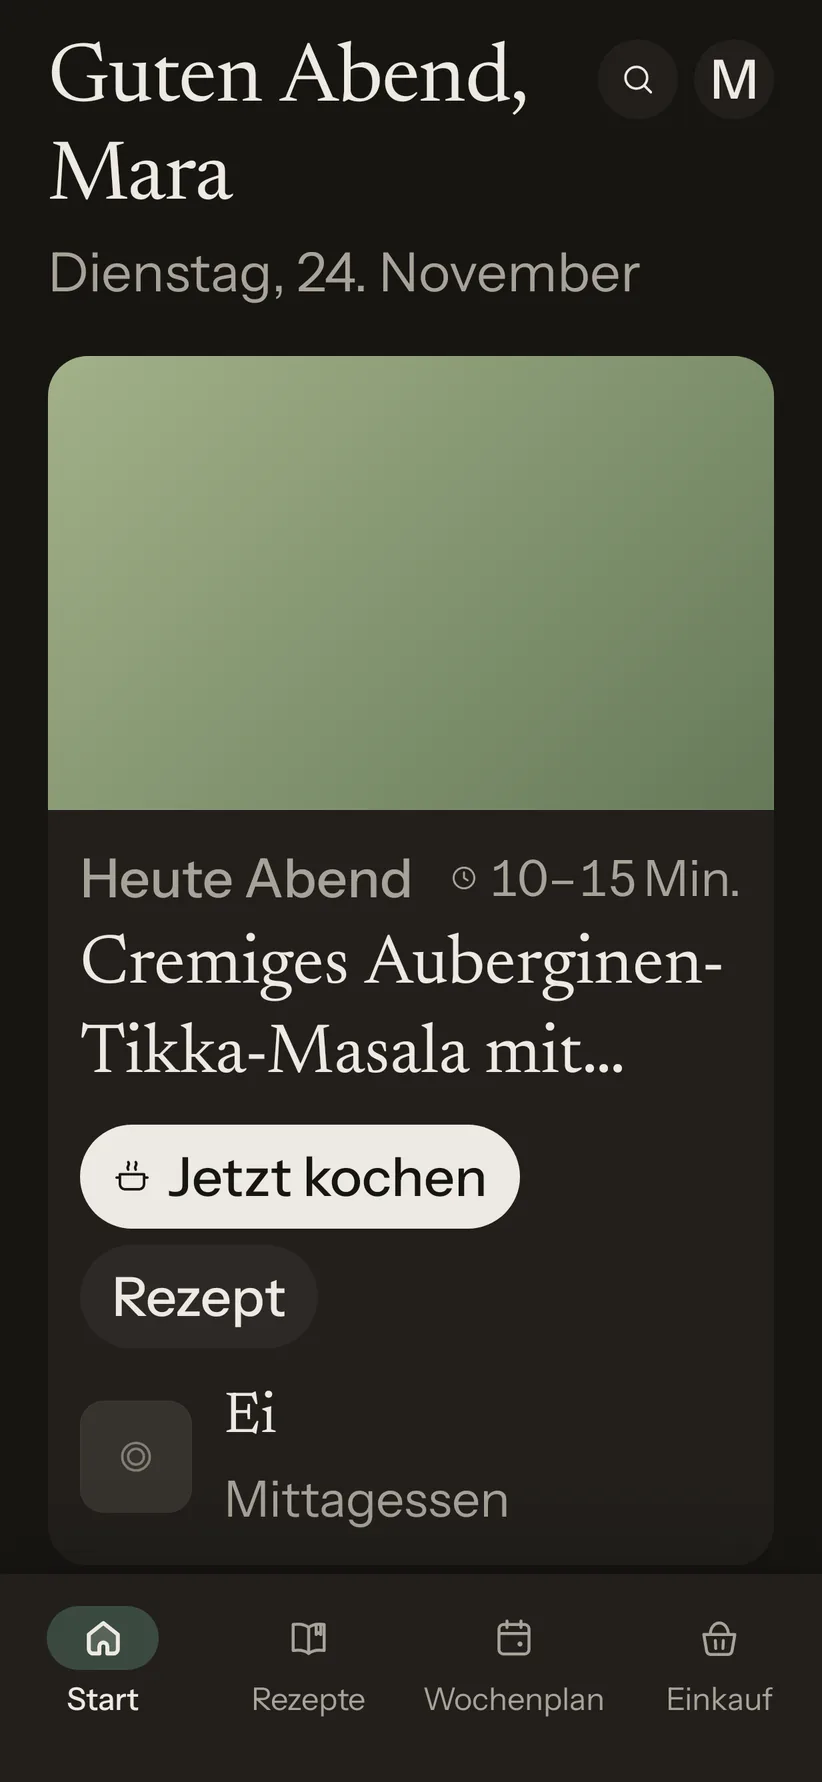 Guten Abend,
Mara
M
Dienstag, 24. November
Heute Abend
10–15 Min.
Cremiges Auberginen-
Tikka-Masala mit…
Jetzt kochen
Rezept
Ei
Mittagessen
Start
Rezepte
Wochenplan
Einkauf